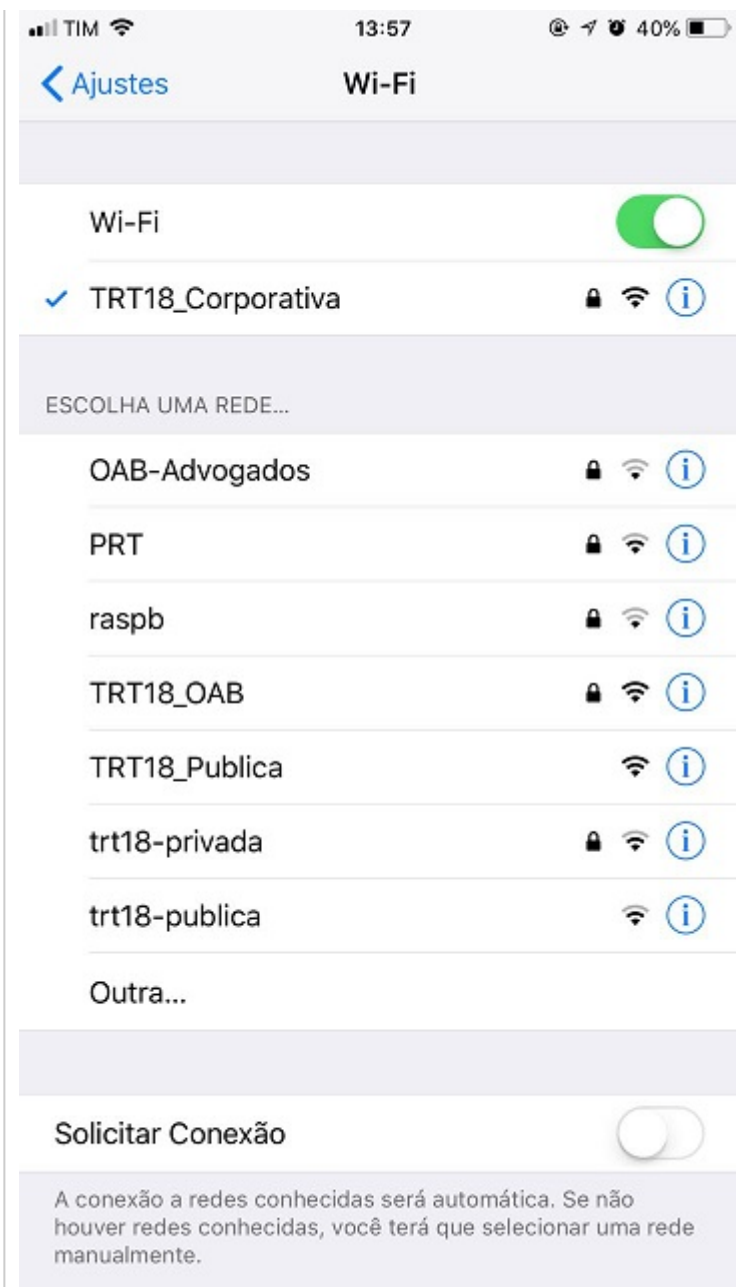 TIM 13:57 40%
Ajustes Wi-Fi
Wi-Fi
TRT18_Corporativa
ESCOLHA UMA REDE...
OAB-Advogados
PRT
raspb
TRT18_OAB
TRT18_Publica
trt18-privada
trt18-publica
Outra...
Solicitar Conexão
A conexão a redes conhecidas será automática. Se não
houver redes conhecidas, você terá que selecionar uma rede
manualmente.